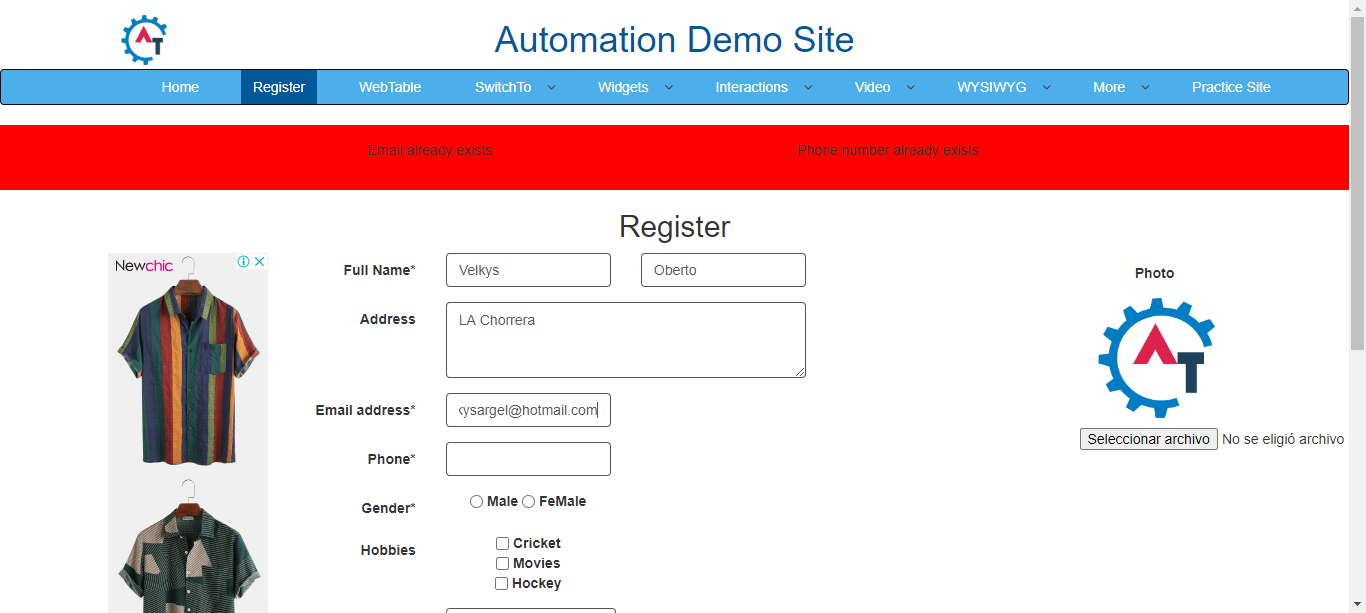 AT
Automation Demo Site
Home Register WebTable SwitchTo Widgets Interactions Video WYSIWYG More Practice Site
Email already exists Phone number already exists
Register
Newchic
Full Name* Velkys Oberto
Photo
Address LA Chorrera
AT
Email address* ysargel@hotmail.com
Seleccionar archivo No se eligió archivo
Phone*
Gender* Male FeMale
Hobbies Cricket
Movies
Hockey